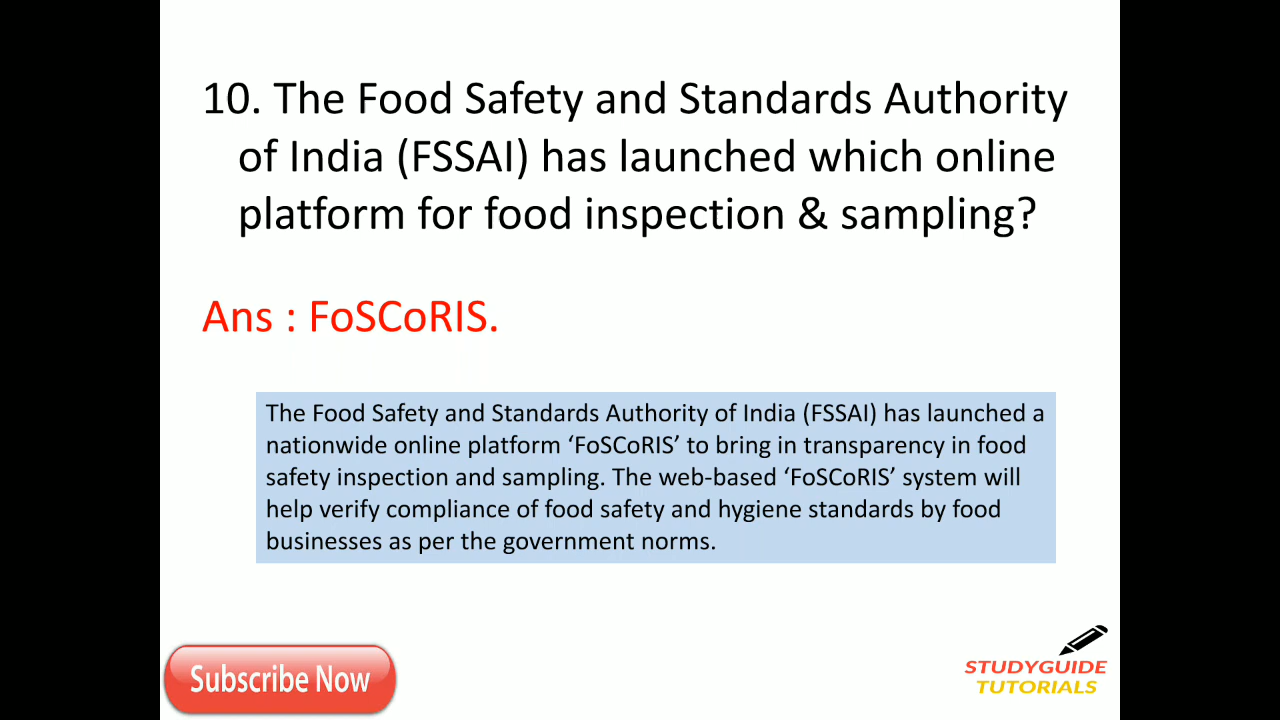 10. The Food Safety and Standards Authority
of India (FSSAI) has launched which online
platform for food inspection & sampling?
Ans : FoSCoRIS.
The Food Safety and Standards Authority of India (FSSAI) has launched a
nationwide online platform ‘FoSCoRIS’ to bring in transparency in food
safety inspection and sampling. The web-based ‘FoSCoRIS’ system will
help verify compliance of food safety and hygiene standards by food
businesses as per the government norms.
Subscribe Now
STUDYGUIDE
TUTORIALS